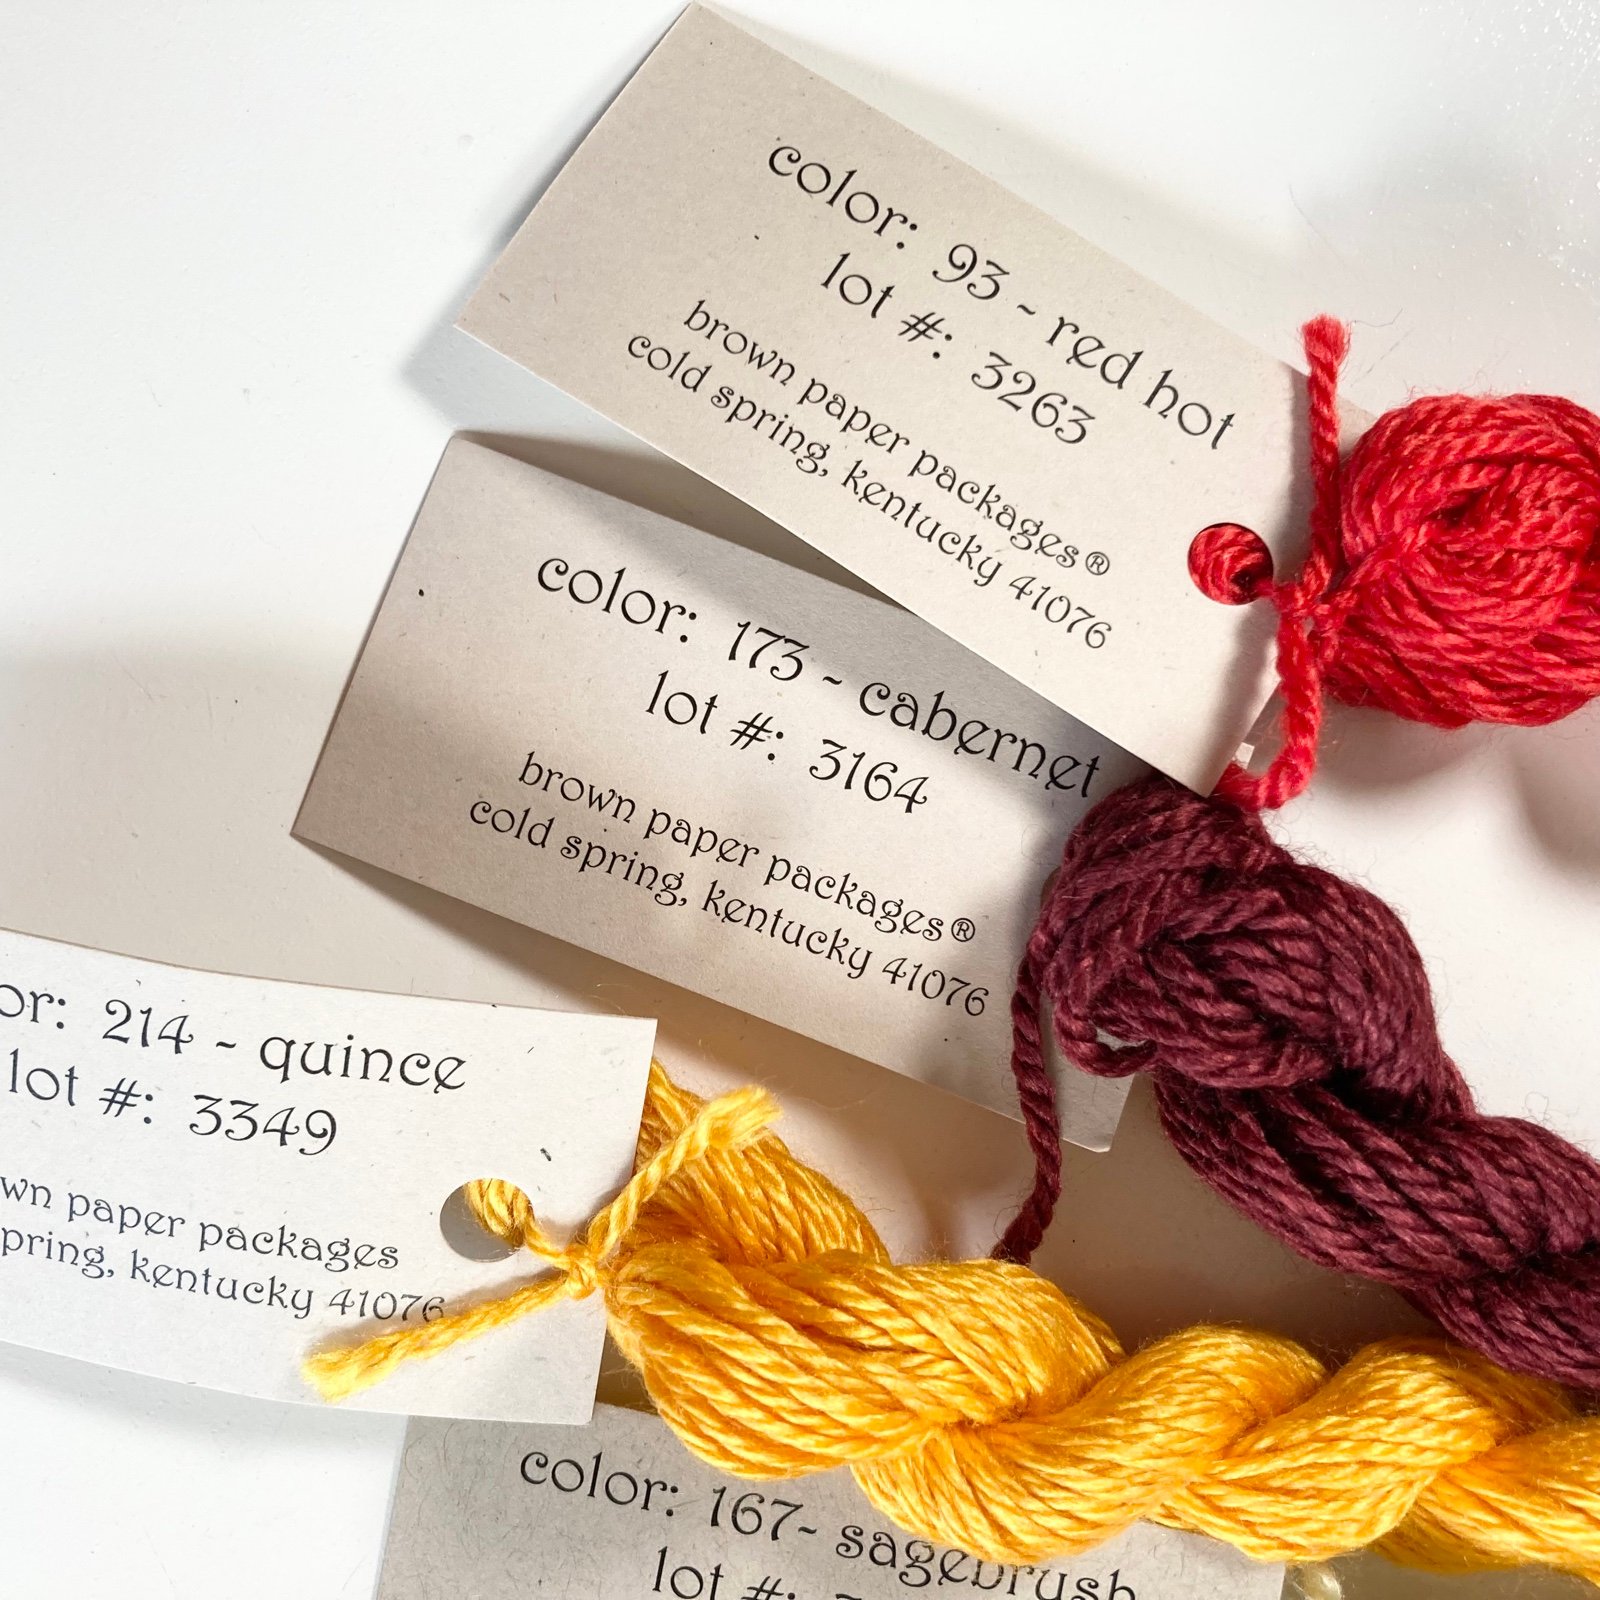 color: 93 - red hot
lot #: 3263
brown paper packages®
cold spring, kentucky 41076
color: 173 - cabernet
lot #: 3164
brown paper packages®
cold spring, kentucky 41076
214 - quince
lot #: 3349
paper packages
kentucky 41076
color: 167- sagebrush
lot #: